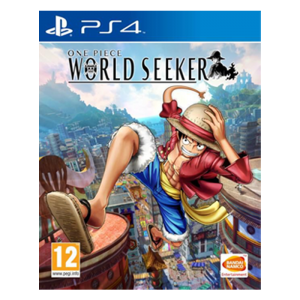 PS4
ONE PIECE
WORLD SEEKER
12
www.pegi.info
BANDAI
NAMCO
Entertainment